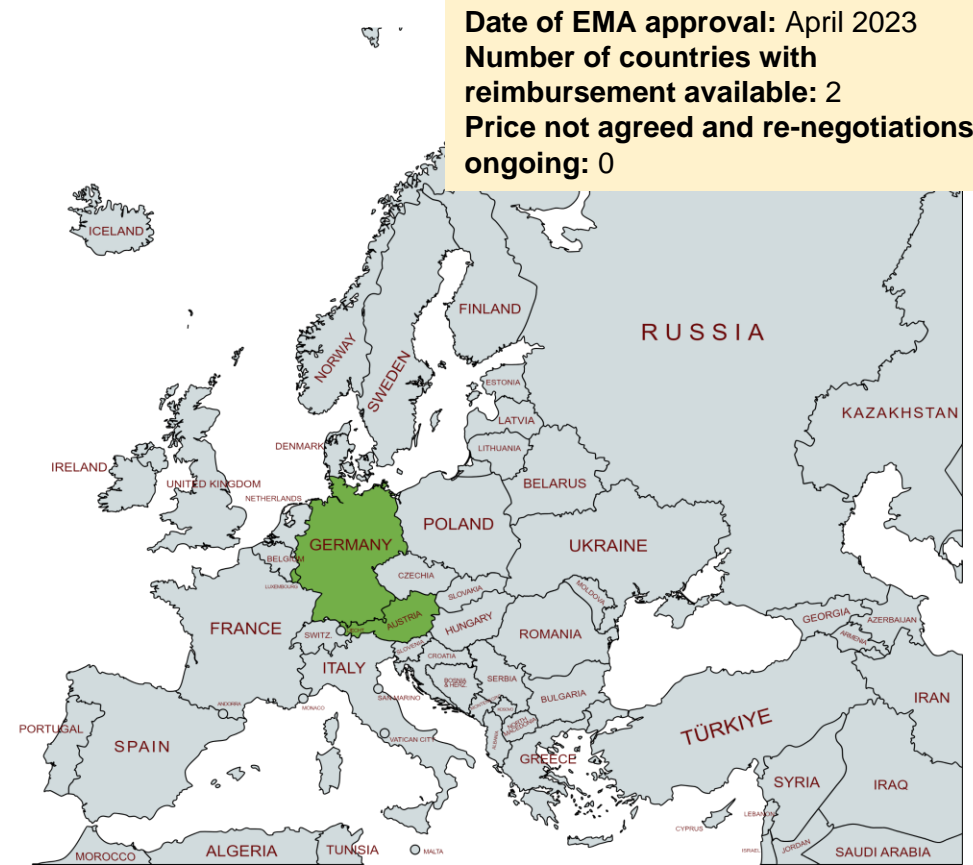 Date of EMA approval: April 2023
Number of countries with
reimbursement available: 2
Price not agreed and re-negotiations
ongoing: 0
ICELAND
FINLAND
RUSSIA
NORWAY
SWEDEN
ESTONIA
KAZAKHSTAN
LATVIA
DENMARK
LITHUANIA
IRELAND
UNITED KINGDOM
BELARUS
NETHERLANDS
POLAND
GERMANY
UKRAINE
BELGIUM
CZECHIA
LUXEMBOURG
SLOVAKIA
MOLDOVA
AUSTRIA
FRANCE
SWITZ.
HUNGARY
ROMANIA
GEORGIA
AZERBAIJAN
SLOVENIA
CROATIA
ARMENIA
ITALY
BOSNIA
& HERZ.
SERBIA
SAN MARINO
BULGARIA
IRAN
ANDORRA
MONACO
NORTH
MACEDONIA
PORTUGAL
SPAIN
VATICAN CITY
ALBANIA
TÜRKIYE
GREECE
SYRIA
IRAQ
LEBANON
CYPRUS
MOROCCO
ALGERIA
TUNISIA
MALTA
ISRAEL
JORDAN
SAUDI ARABIA